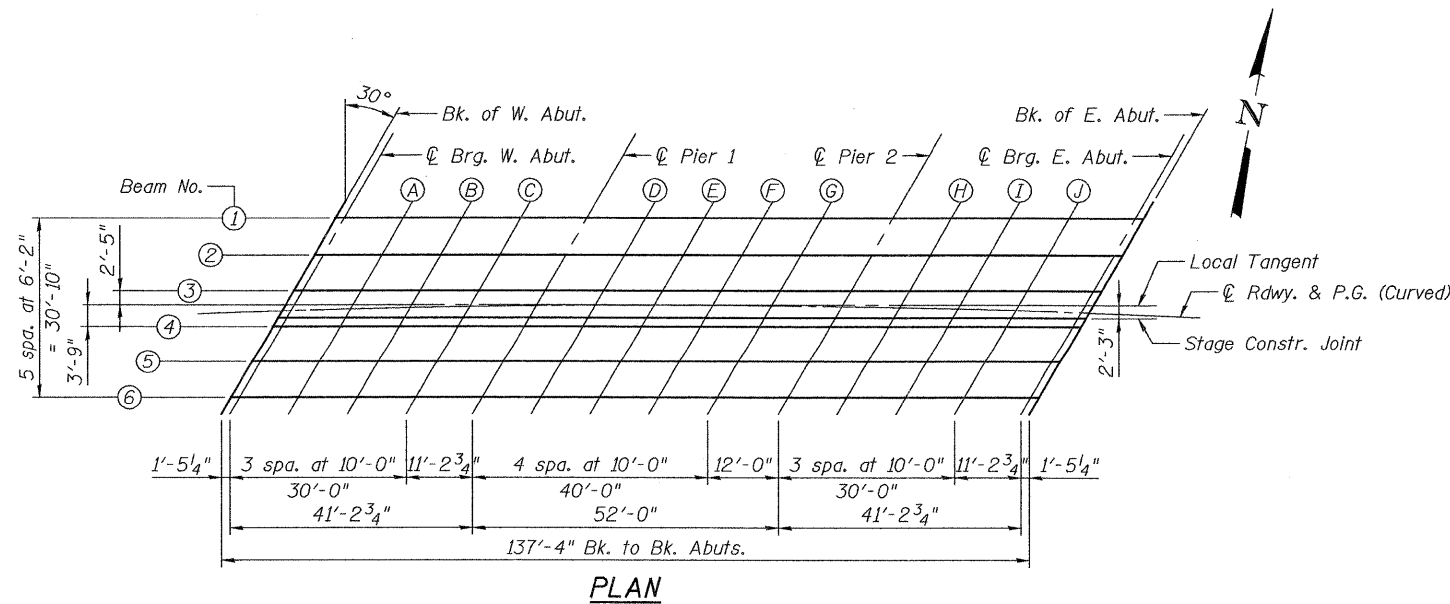 30°
Bk. of W. Abut.
Bk. of E. Abut.
N
℄ Brg. W. Abut.
℄ Pier 1
℄ Pier 2
℄ Brg. E. Abut.
Beam No.
A B C D E F G H I J
1
2
3
4
5
6
5 spa. at 6'-2"
= 30'-10"
2'-5"
3'-9"
Local Tangent
℄ Rdwy. & P.G. (Curved)
Stage Constr. Joint
2'-3"
1'-5¼" 3 spa. at 10'-0" 11'-2¾" 4 spa. at 10'-0" 12'-0" 3 spa. at 10'-0" 11'-2¾" 1'-5¼"
30'-0" 40'-0" 30'-0"
41'-2¾" 52'-0" 41'-2¾"
137'-4" Bk. to Bk. Abuts.
PLAN